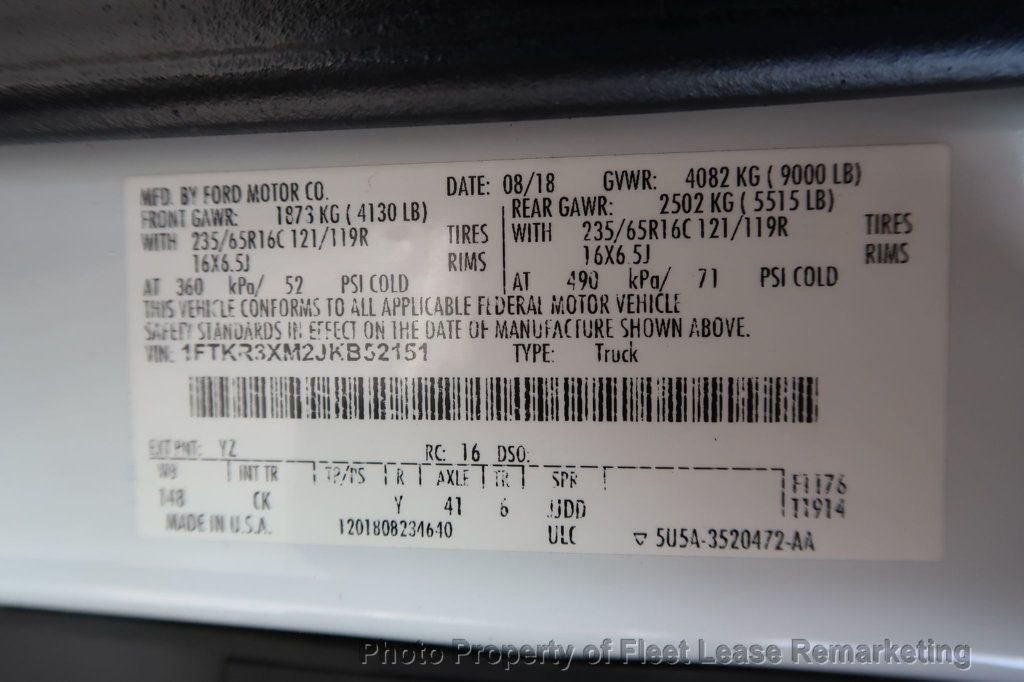 MFD. BY FORD MOTOR CO. DATE: 08/18 GVWR: 4082 KG ( 9000 LB)
FRONT GAWR: 1873 KG ( 4130 LB) REAR GAWR: 2502 KG ( 5515 LB)
WITH 235/65R16C 121/119R TIRES WITH 235/65R16C 121/119R TIRES
16X6.5J RIMS 16X6.5J RIMS
AT 360 kPa/ 52 PSI COLD AT 490 kPa/ 71 PSI COLD
THIS VEHICLE CONFORMS TO ALL APPLICABLE FEDERAL MOTOR VEHICLE
SAFETY STANDARDS IN EFFECT ON THE DATE OF MANUFACTURE SHOWN ABOVE.
VIN: 1FTKR3XM2JKB52151 TYPE: Truck
EXT PNT: YZ RC: 16 DSO:
WB INT TR TP/PS R AXLE TR SPR F1176
148 CK Y 41 6 JJDD T1914
MADE IN U.S.A. 1201808234640 ULC ▽ 5U5A-3520472-AA
Photo Property of Fleet Lease Remarketing